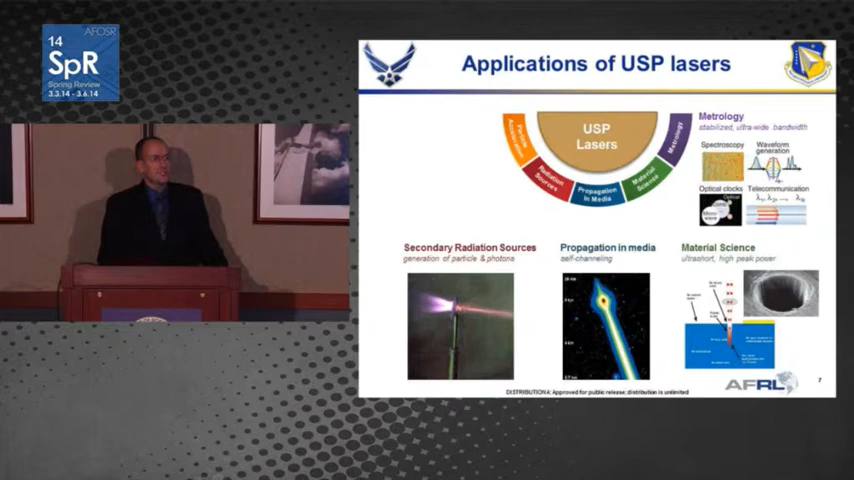 AFOSR
14
SpR
Spring Review
3.3.14 - 3.6.14
Applications of USP lasers
USP
Lasers
Particle
Acceleration
Radiation
Sources
Propagation
In Media
Material
Science
Metrology
Metrology
stabilized, ultra-wide bandwidth
Spectroscopy
Waveform
generation
Optical clocks
Telecommunication
Secondary Radiation Sources
generation of particle & photons
Propagation in media
self-channeling
Material Science
ultrashort, high peak power
7
AFRL
DISTRIBUTION A: Approved for public release; distribution is unlimited